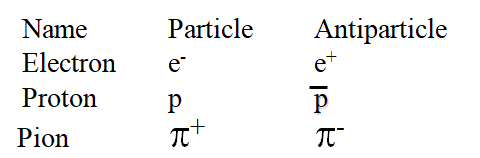 Name Particle Antiparticle
Electron e⁻ e⁺
Proton p p̅
Pion π⁺ π⁻